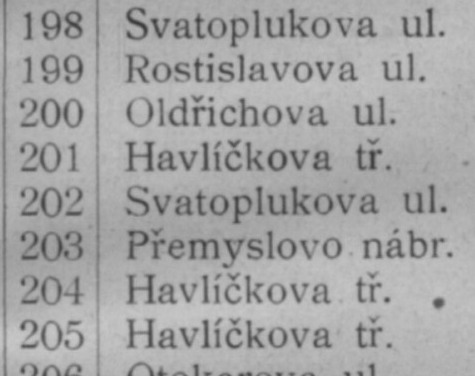 198 Svatoplukova ul.
199 Rostislavova ul.
200 Oldřichova ul.
201 Havlíčkova tř.
202 Svatoplukova ul.
203 Přemyslovo nábr.
204 Havlíčkova tř.
205 Havlíčkova tř.